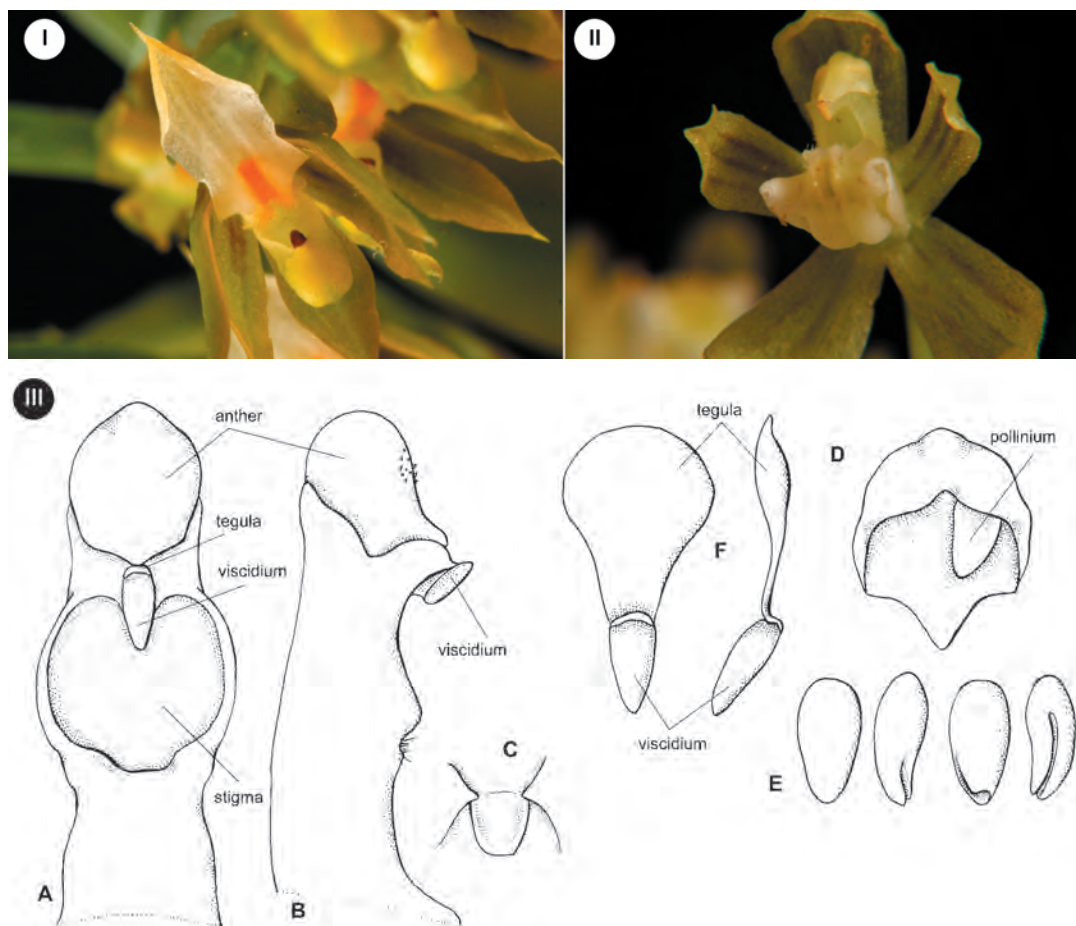 I
II
III
anther
tegula
viscidium
viscidium
stigma
A
B
C
tegula
viscidium
F
D
pollinium
E